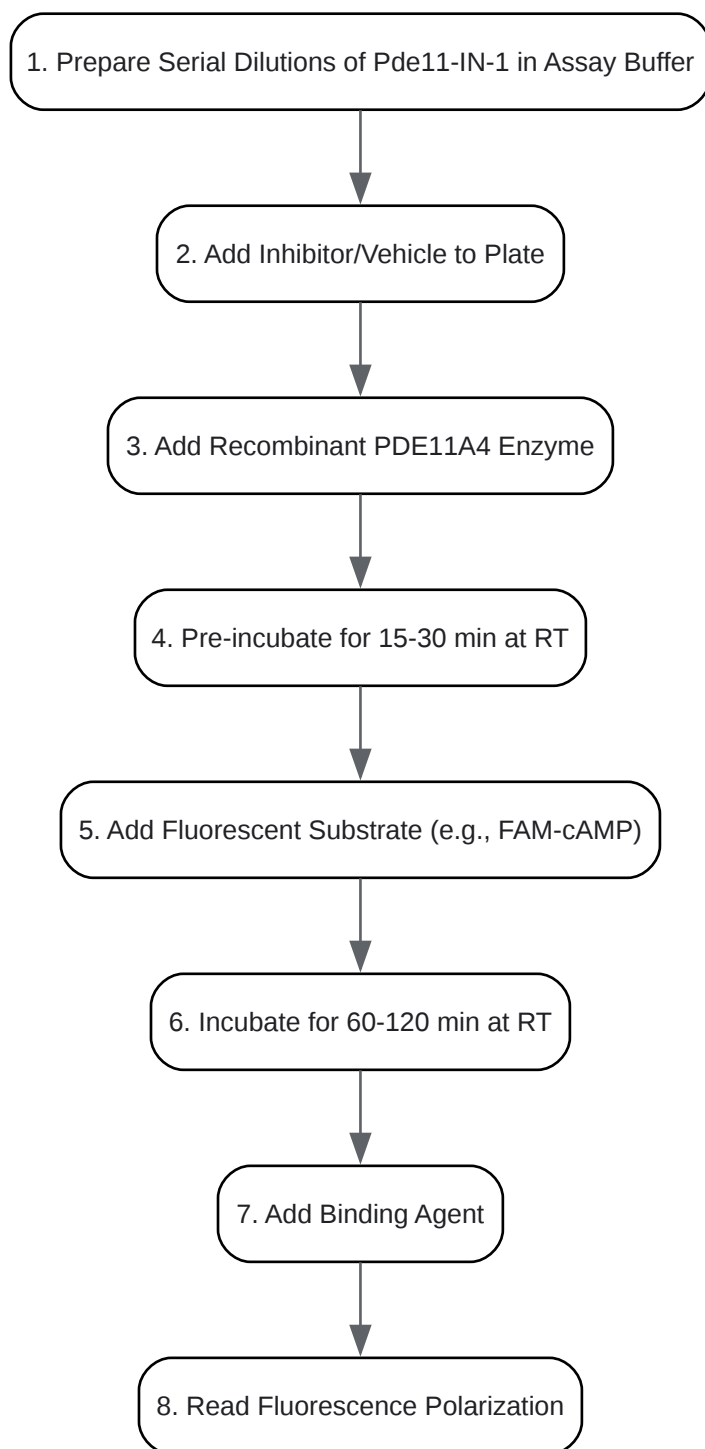 1. Prepare Serial Dilutions of Pde11-IN-1 in Assay Buffer
2. Add Inhibitor/Vehicle to Plate
3. Add Recombinant PDE11A4 Enzyme
4. Pre-incubate for 15-30 min at RT
5. Add Fluorescent Substrate (e.g., FAM-cAMP)
6. Incubate for 60-120 min at RT
7. Add Binding Agent
8. Read Fluorescence Polarization